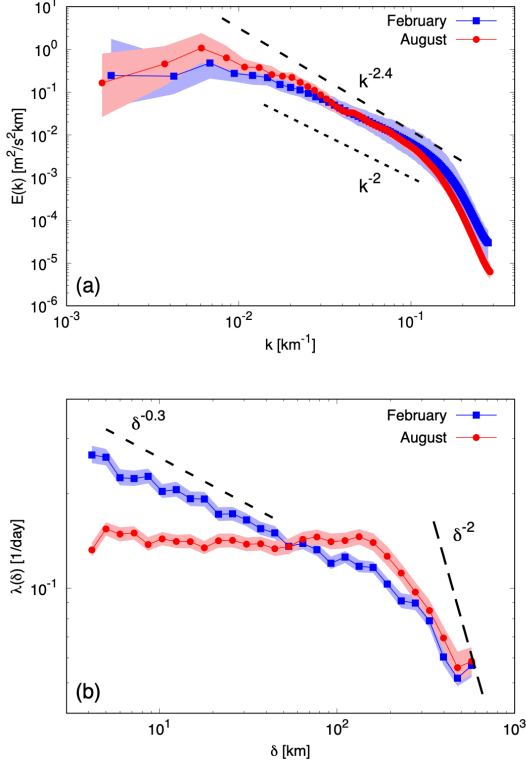 February
August
10^1
10^0
10^-1
10^-2
10^-3
10^-4
10^-5
10^-6
E(k) [m^2/s^2km]
k^-2.4
k^-2
(a)
10^-3 10^-2 10^-1
k [km^-1]
February
August
δ^-0.3
δ^-2
10^-1
λ(δ) [1/day]
(b)
10^1 10^2 10^3
δ [km]